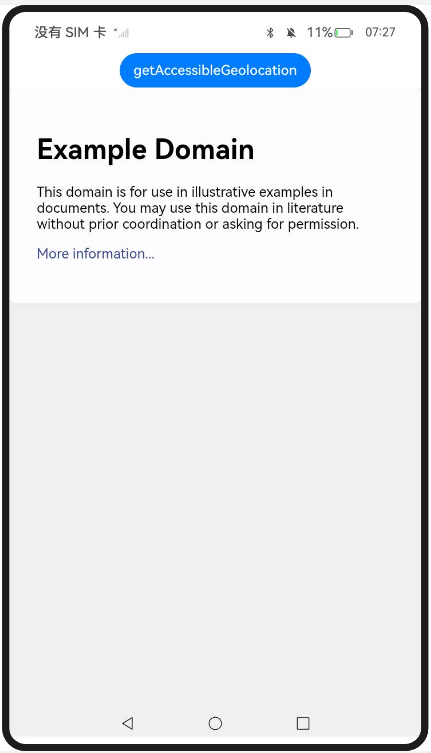 没有 SIM 卡 11% 07:27
getAccessibleGeolocation
Example Domain
This domain is for use in illustrative examples in
documents. You may use this domain in literature
without prior coordination or asking for permission.
More information...